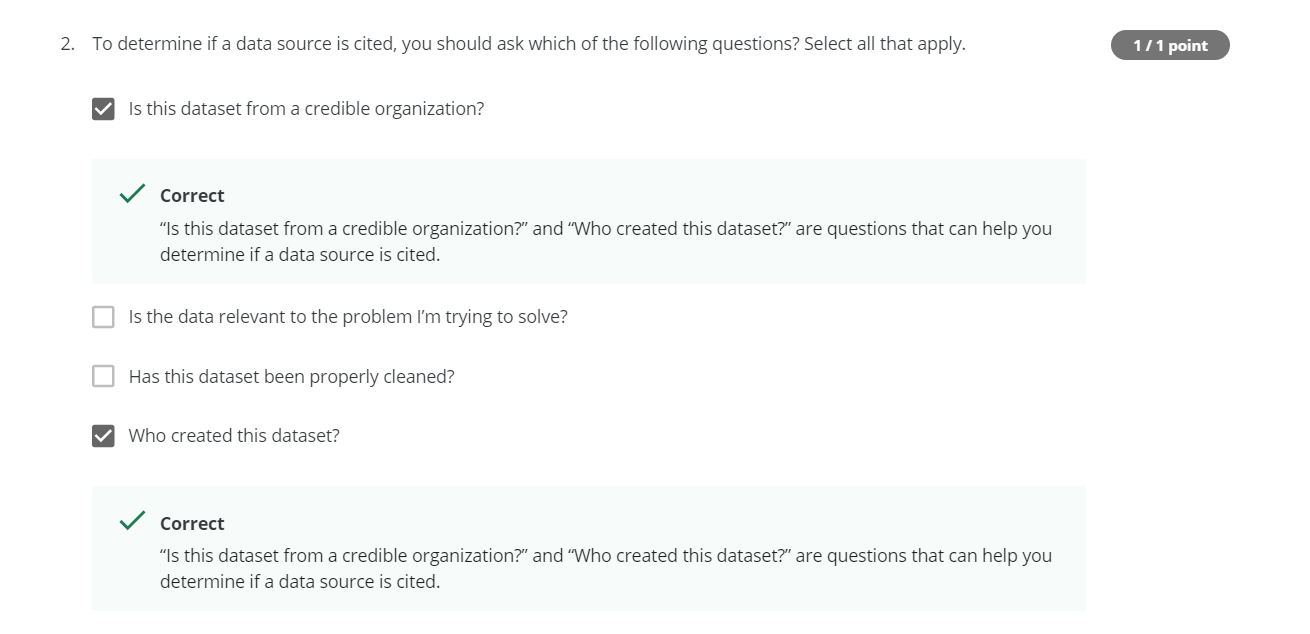 2. To determine if a data source is cited, you should ask which of the following questions? Select all that apply.
1 / 1 point
Is this dataset from a credible organization?
Correct
“Is this dataset from a credible organization?” and “Who created this dataset?” are questions that can help you
determine if a data source is cited.
Is the data relevant to the problem I’m trying to solve?
Has this dataset been properly cleaned?
Who created this dataset?
Correct
“Is this dataset from a credible organization?” and “Who created this dataset?” are questions that can help you
determine if a data source is cited.